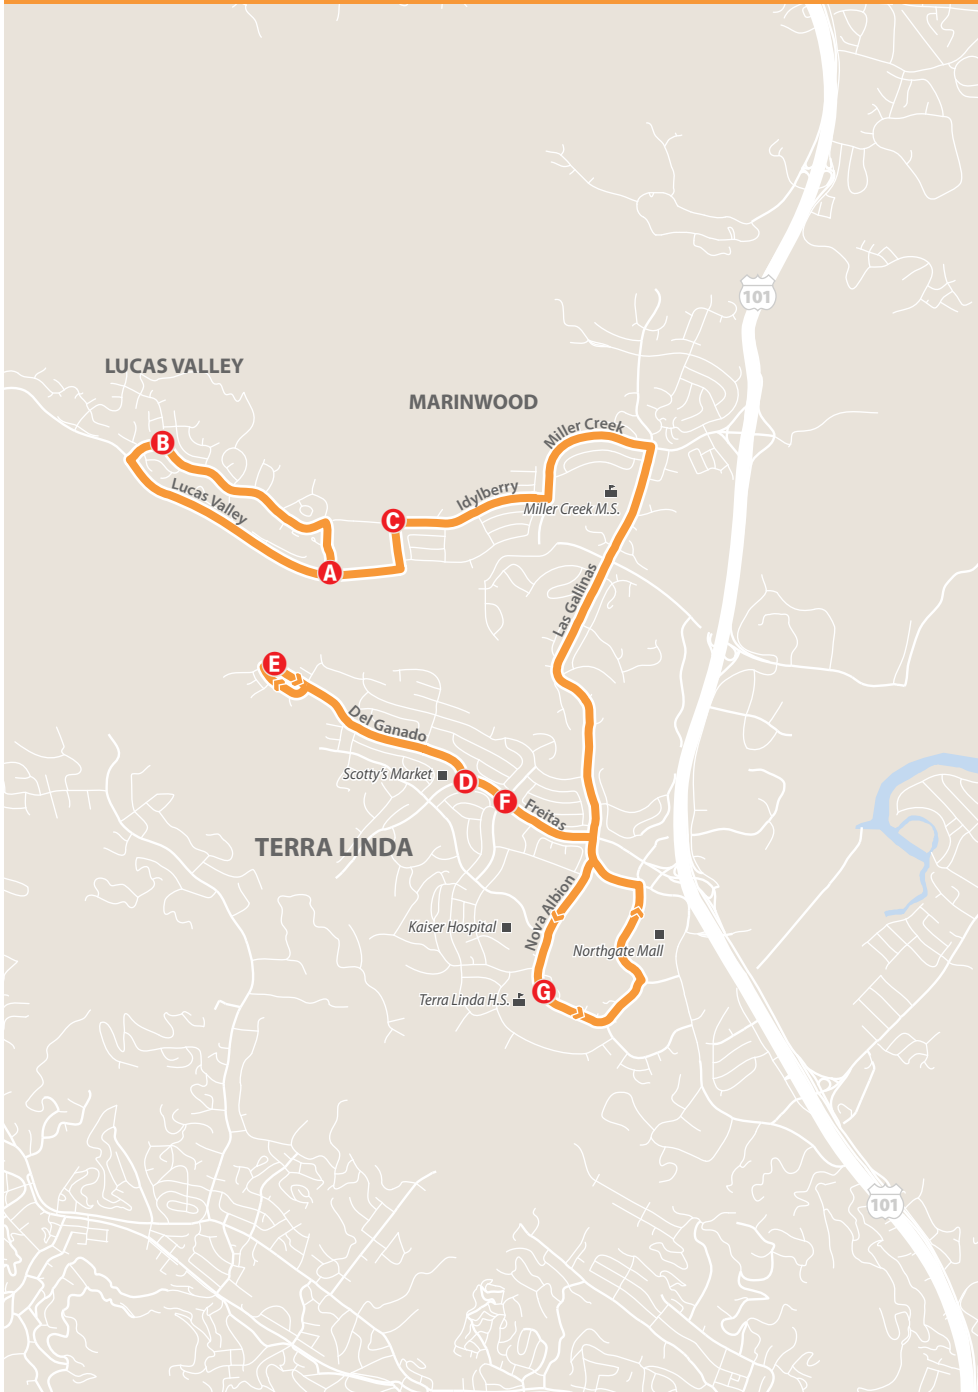 101
LUCAS VALLEY
MARINWOOD
B
Miller Creek
Lucas Valley
Idylberry
C
Miller Creek M.S.
A
Las Gallinas
E
Del Ganado
Scotty's Market
D
F
Freitas
TERRA LINDA
Nova Albion
Kaiser Hospital
Northgate Mall
G
Terra Linda H.S.
101